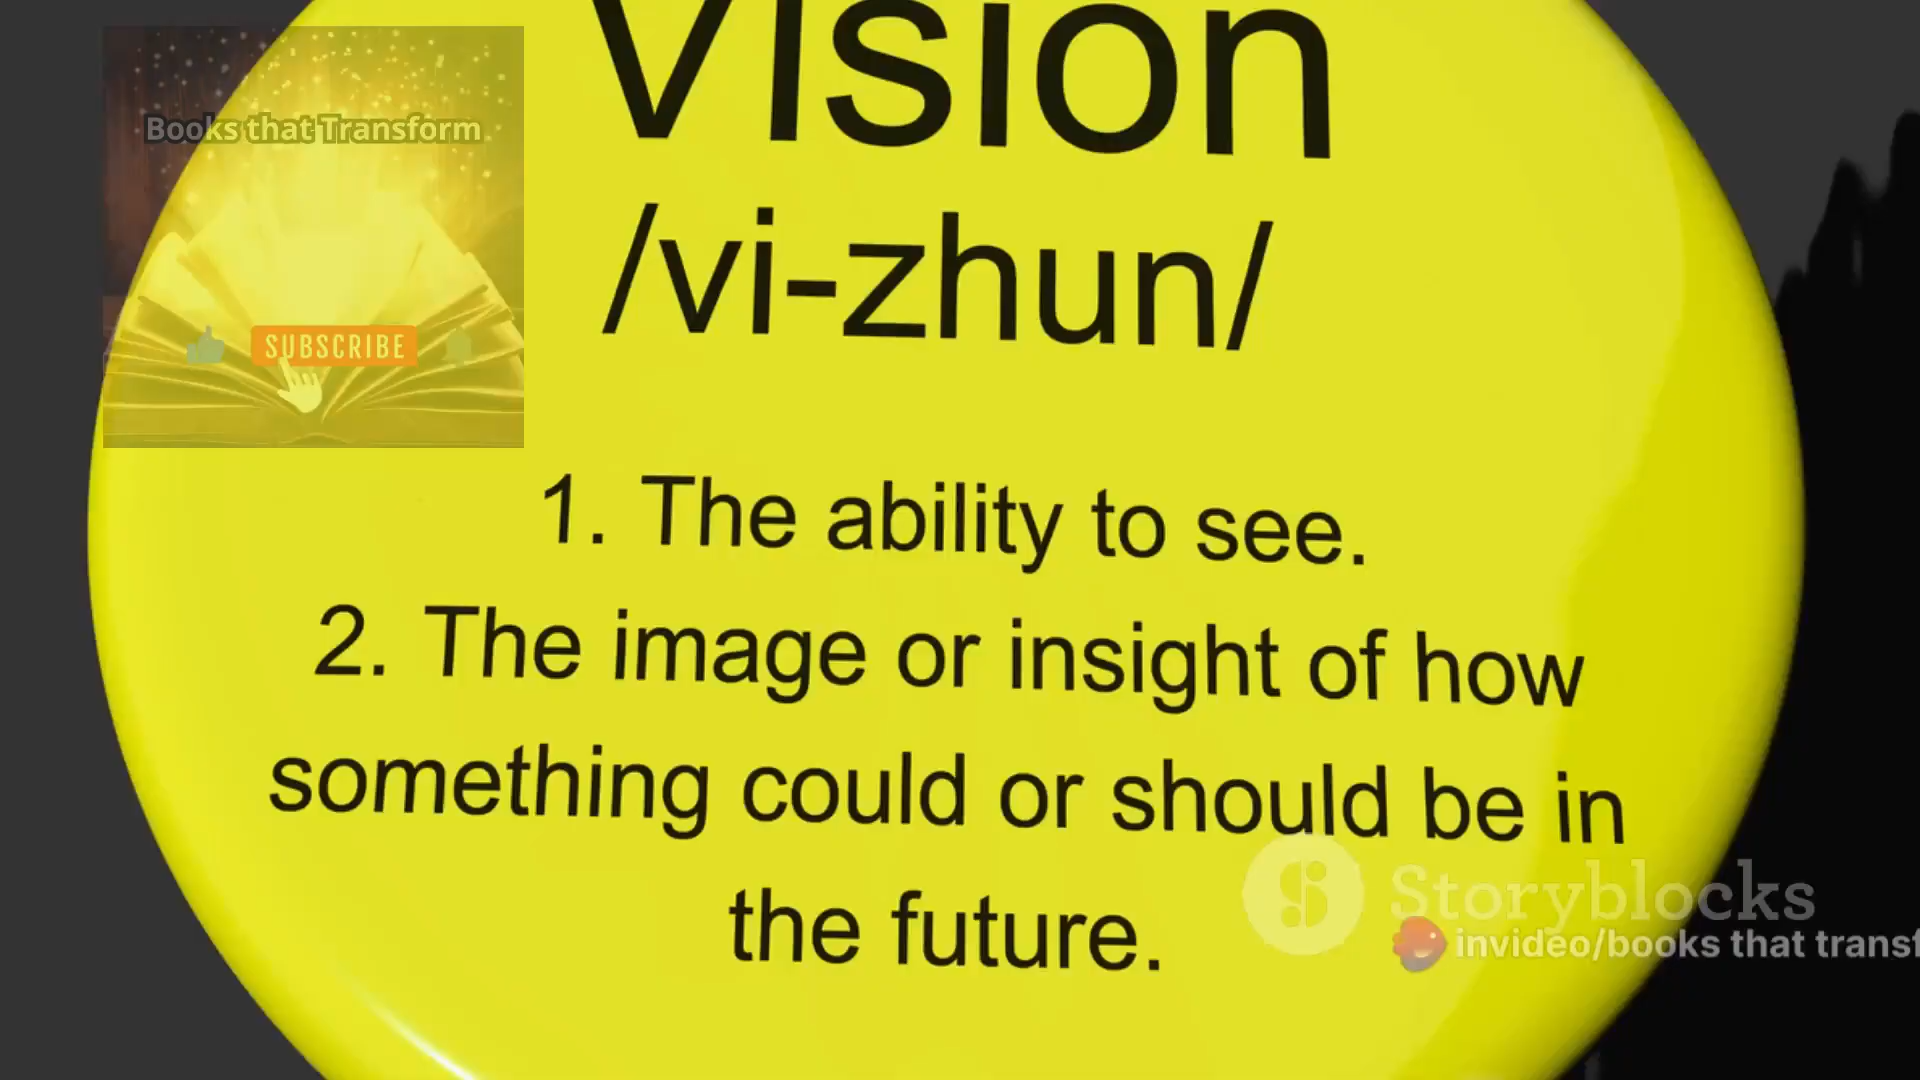 Vision
Books that Transform
/vi-zhun/
SUBSCRIBE
1. The ability to see.
2. The image or insight of how
something could or should be in
the future.
Storyblocks
invideo/books that transf